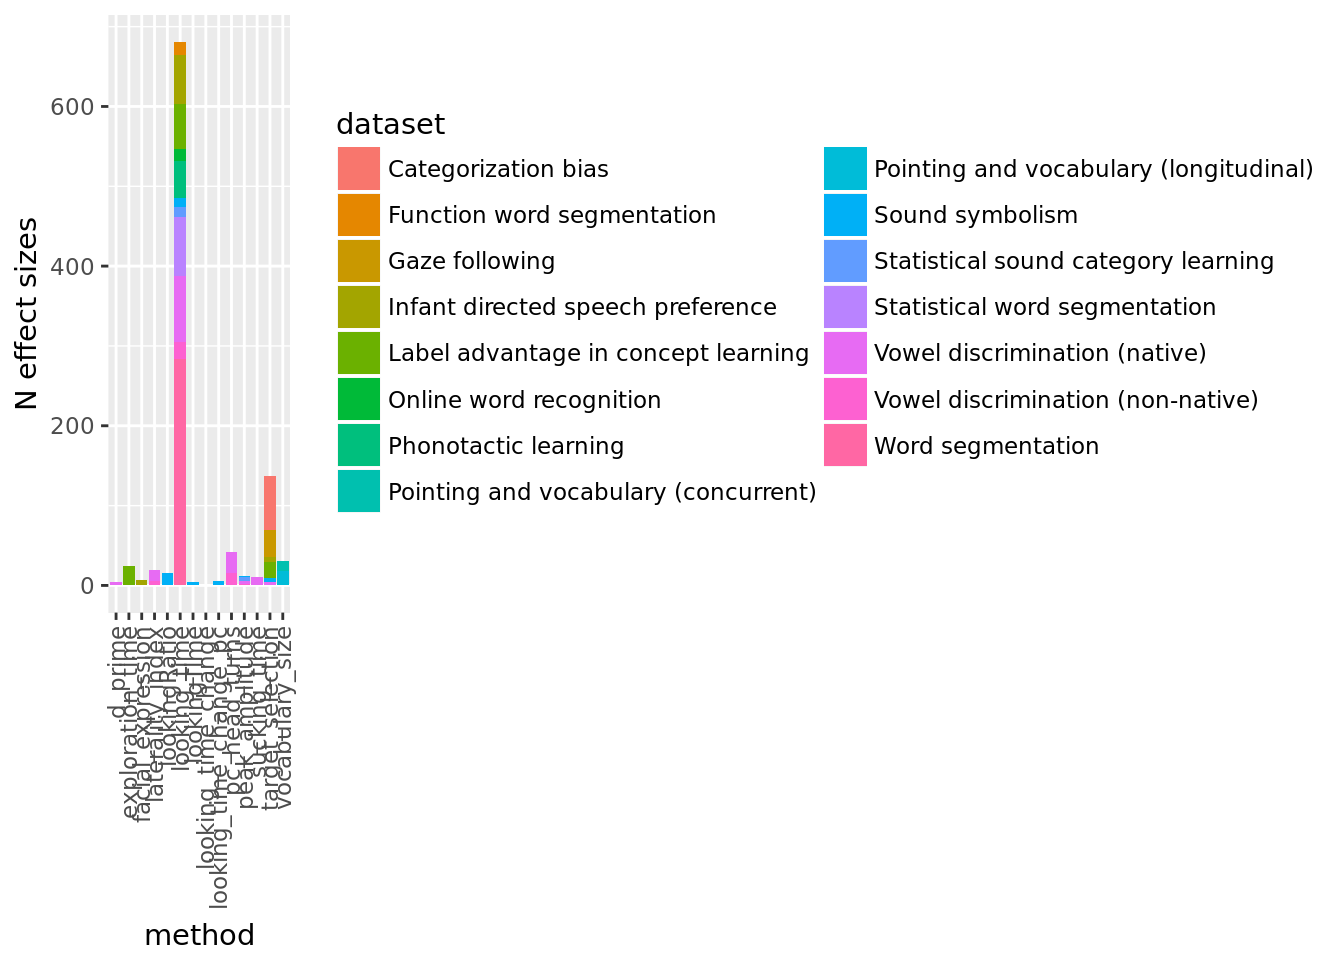 N effect sizes
600
400
200
0
d_prime
exploration_time
facial_expression
laterality_index
lookingRatio
looking_time
lookingTime
looking_time_change
looking_time_change_pc
pc_head_turns
peak_amplitude
sucking_time
target_selection
vocabulary_size
method
dataset
Categorization bias
Function word segmentation
Gaze following
Infant directed speech preference
Label advantage in concept learning
Online word recognition
Phonotactic learning
Pointing and vocabulary (concurrent)
Pointing and vocabulary (longitudinal)
Sound symbolism
Statistical sound category learning
Statistical word segmentation
Vowel discrimination (native)
Vowel discrimination (non-native)
Word segmentation